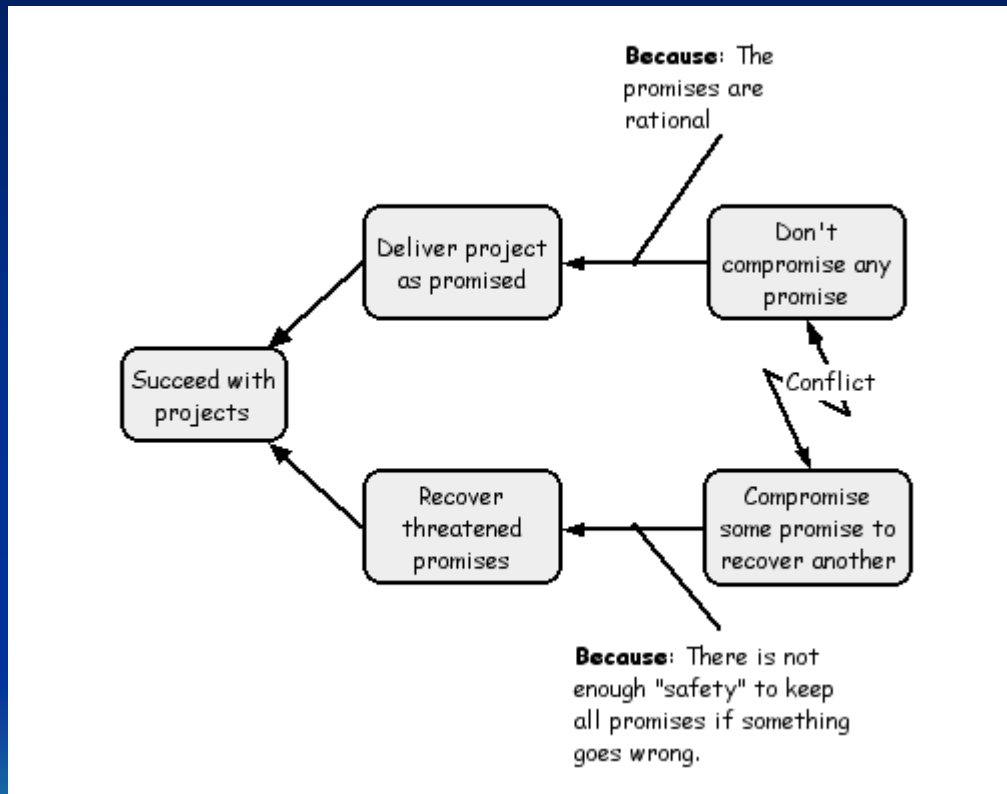 Because: The
promises are
rational
Deliver project
as promised
Don't
compromise any
promise
Succeed with
projects
Conflict
Recover
threatened
promises
Compromise
some promise to
recover another
Because: There is not
enough "safety" to keep
all promises if something
goes wrong.